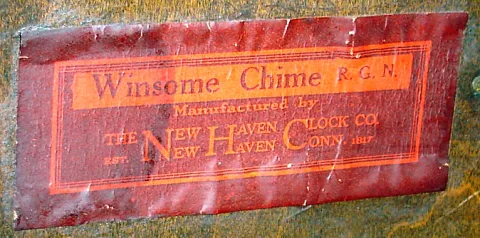 Winsome Chime R. G. N.
Manufactured by
THE NEW HAVEN CLOCK CO.
EST. NEW HAVEN CONN. 1817